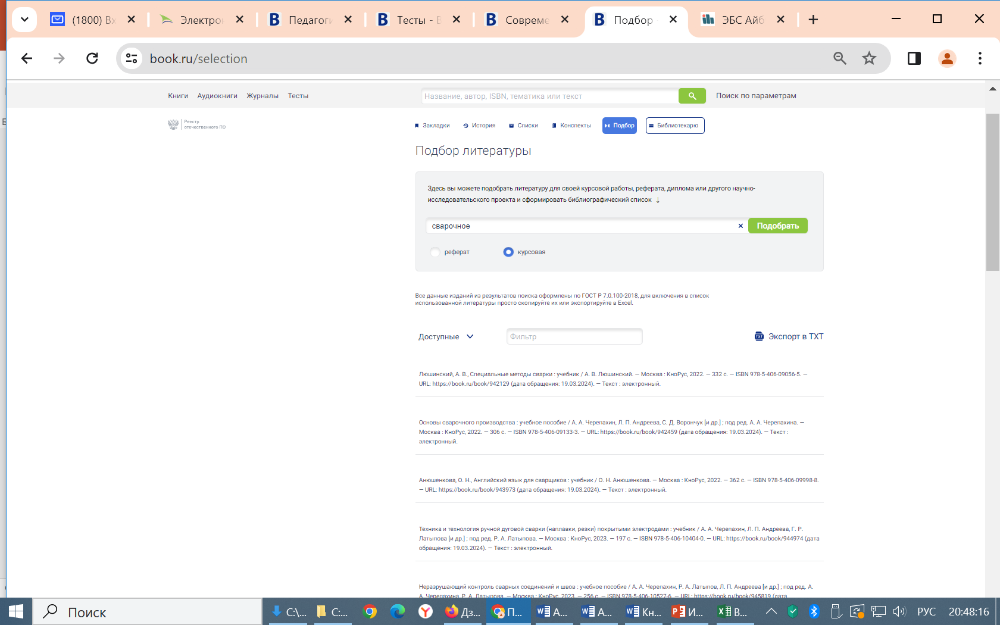 (1800) Вх
Электрон
Педагоги
Тесты - В
Совреме
Подбор
ЭБС Айб
book.ru/selection
Книги Аудиокниги Журналы Тесты
Название, автор, ISBN, тематика или текст
Поиск по параметрам
Реестр
отечественного ПО
Закладки История Списки Конспекты Подбор Библиотекарю
Подбор литературы
Здесь вы можете подобрать литературу для своей курсовой работы, реферата, диплома или другого научно-
исследовательского проекта и сформировать библиографический список ↓
сварочное
Подобрать
реферат курсовая
Все данные изданий из результатов поиска оформлены по ГОСТ Р 7.0.100-2018, для включения в список
использованной литературы просто скопируйте их или экспортируйте в Excel.
Доступные Фильтр TXT Экспорт в TXT
Люшинский, А. В., Специальные методы сварки : учебник / А. В. Люшинский. — Москва : КноРус, 2022. — 332 с. — ISBN 978-5-406-09056-5. —
URL: https://book.ru/book/942129 (дата обращения: 19.03.2024). — Текст : электронный.
Основы сварочного производства : учебное пособие / А. А. Черепахин, Л. П. Андреева, С. Д. Ворончук [и др.] ; под ред. А. А. Черепахина. —
Москва : КноРус, 2022. — 306 с. — ISBN 978-5-406-09133-3. — URL: https://book.ru/book/942459 (дата обращения: 19.03.2024). — Текст :
электронный.
Анюшенкова, О. Н., Английский язык для сварщиков : учебник / О. Н. Анюшенкова. — Москва : КноРус, 2022. — 362 с. — ISBN 978-5-406-09998-8.
— URL: https://book.ru/book/943973 (дата обращения: 19.03.2024). — Текст : электронный.
Техника и технология ручной дуговой сварки (наплавки, резки) покрытыми электродами : учебник / А. А. Черепахин, Л. П. Андреева, Г. Р.
Латыпова [и др.] ; под ред. Р. А. Латыпова. — Москва : КноРус, 2023. — 197 с. — ISBN 978-5-406-10404-0. — URL: https://book.ru/book/944974 (дата
обращения: 19.03.2024). — Текст : электронный.
Неразрушающий контроль сварных соединений и швов : учебное пособие / А. А. Черепахин, Р. А. Латыпов, Л. П. Андреева [и др.] ; под ред. А.
А. Черепахина, Р. А. Латыпова. — Москва : КноРус, 2023. — 256 с. — ISBN 978-5-406-10527-6. — URL: https://book.ru/book/945819 (дата
Поиск
C:\...
C:...
Дз...
П...
А...
А...
Кн...
И...
В...
РУС
20:48:16